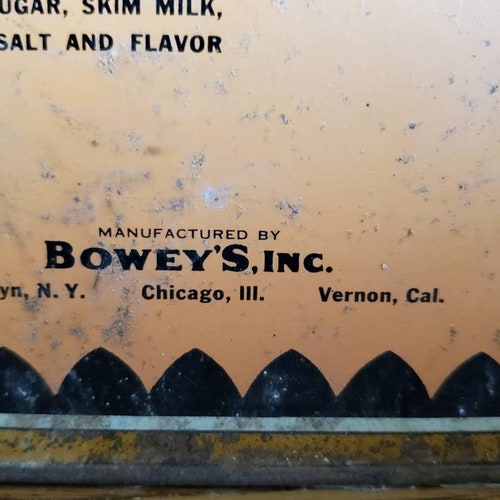 UGAR, SKIM MILK,
SALT AND FLAVOR
MANUFACTURED BY
BOWEY'S, INC.
yn, N. Y. Chicago, Ill. Vernon, Cal.